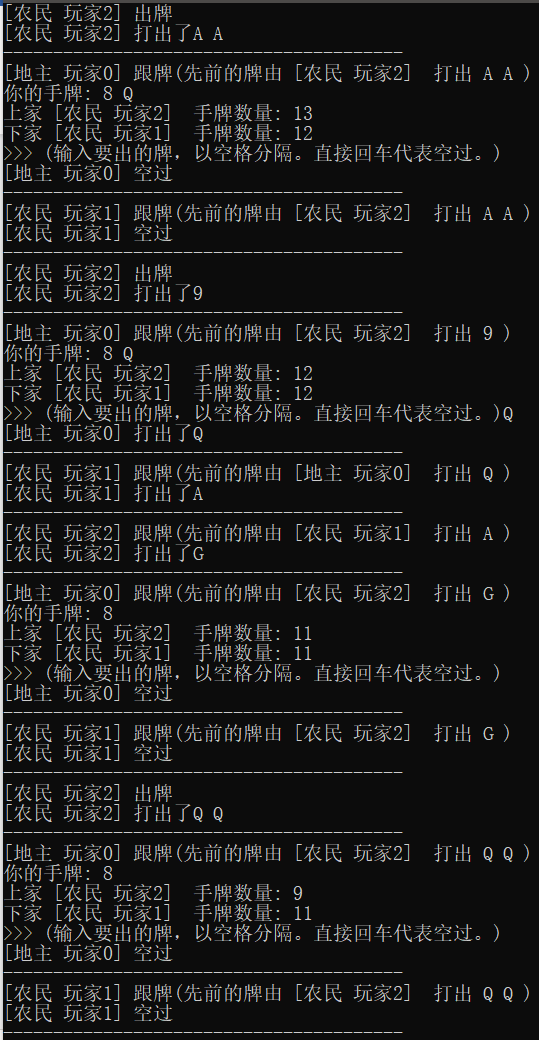 [农民 玩家2] 出牌
[农民 玩家2] 打出了A A
----------------------------------------
[地主 玩家0] 跟牌(先前的牌由 [农民 玩家2]  打出 A A )
你的手牌: 8 Q
上家 [农民 玩家2]  手牌数量: 13
下家 [农民 玩家1]  手牌数量: 12
>>> (输入要出的牌，以空格分隔。直接回车代表空过。)
[地主 玩家0] 空过
----------------------------------------
[农民 玩家1] 跟牌(先前的牌由 [农民 玩家2]  打出 A A )
[农民 玩家1] 空过
----------------------------------------
[农民 玩家2] 出牌
[农民 玩家2] 打出了9
----------------------------------------
[地主 玩家0] 跟牌(先前的牌由 [农民 玩家2]  打出 9 )
你的手牌: 8 Q
上家 [农民 玩家2]  手牌数量: 12
下家 [农民 玩家1]  手牌数量: 12
>>> (输入要出的牌，以空格分隔。直接回车代表空过。)Q
[地主 玩家0] 打出了Q
----------------------------------------
[农民 玩家1] 跟牌(先前的牌由 [地主 玩家0]  打出 Q )
[农民 玩家1] 打出了A
----------------------------------------
[农民 玩家2] 跟牌(先前的牌由 [农民 玩家1]  打出 A )
[农民 玩家2] 打出了G
----------------------------------------
[地主 玩家0] 跟牌(先前的牌由 [农民 玩家2]  打出 G )
你的手牌: 8
上家 [农民 玩家2]  手牌数量: 11
下家 [农民 玩家1]  手牌数量: 11
>>> (输入要出的牌，以空格分隔。直接回车代表空过。)
[地主 玩家0] 空过
----------------------------------------
[农民 玩家1] 跟牌(先前的牌由 [农民 玩家2]  打出 G )
[农民 玩家1] 空过
----------------------------------------
[农民 玩家2] 出牌
[农民 玩家2] 打出了Q Q
----------------------------------------
[地主 玩家0] 跟牌(先前的牌由 [农民 玩家2]  打出 Q Q )
你的手牌: 8
上家 [农民 玩家2]  手牌数量: 9
下家 [农民 玩家1]  手牌数量: 11
>>> (输入要出的牌，以空格分隔。直接回车代表空过。)
[地主 玩家0] 空过
----------------------------------------
[农民 玩家1] 跟牌(先前的牌由 [农民 玩家2]  打出 Q Q )
[农民 玩家1] 空过
----------------------------------------